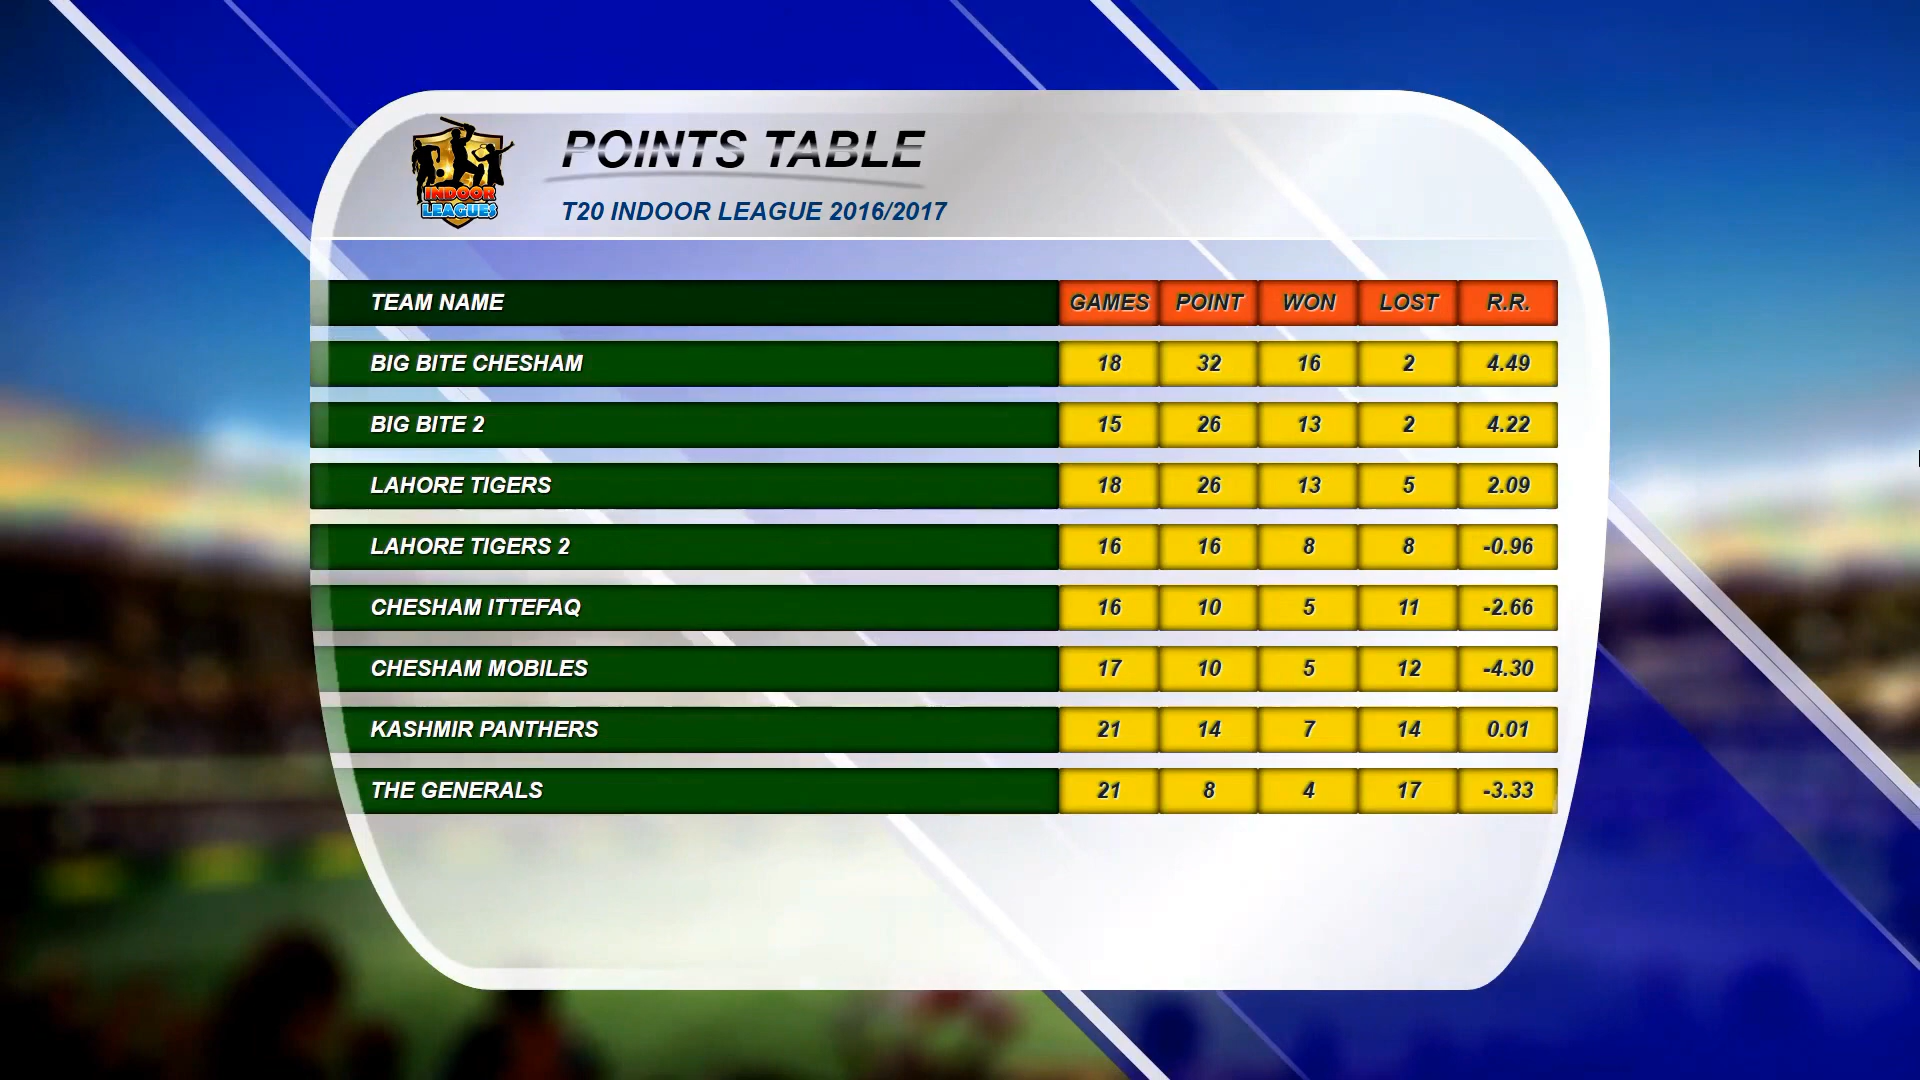 INDOOR
LEAGUES
POINTS TABLE
T20 INDOOR LEAGUE 2016/2017
TEAM NAME GAMES POINT WON LOST R.R.
BIG BITE CHESHAM 18 32 16 2 4.49
BIG BITE 2 15 26 13 2 4.22
LAHORE TIGERS 18 26 13 5 2.09
LAHORE TIGERS 2 16 16 8 8 -0.96
CHESHAM ITTEFAQ 16 10 5 11 -2.66
CHESHAM MOBILES 17 10 5 12 -4.30
KASHMIR PANTHERS 21 14 7 14 0.01
THE GENERALS 21 8 4 17 -3.33